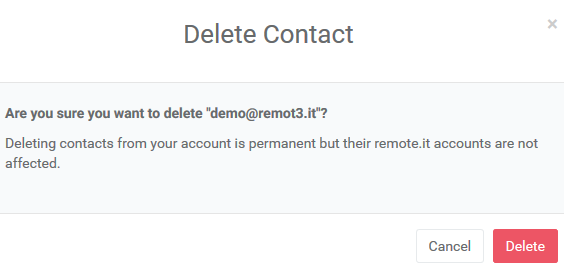 Delete Contact
×
Are you sure you want to delete "demo@remot3.it"?
Deleting contacts from your account is permanent but their remote.it accounts are not
affected.
Cancel
Delete